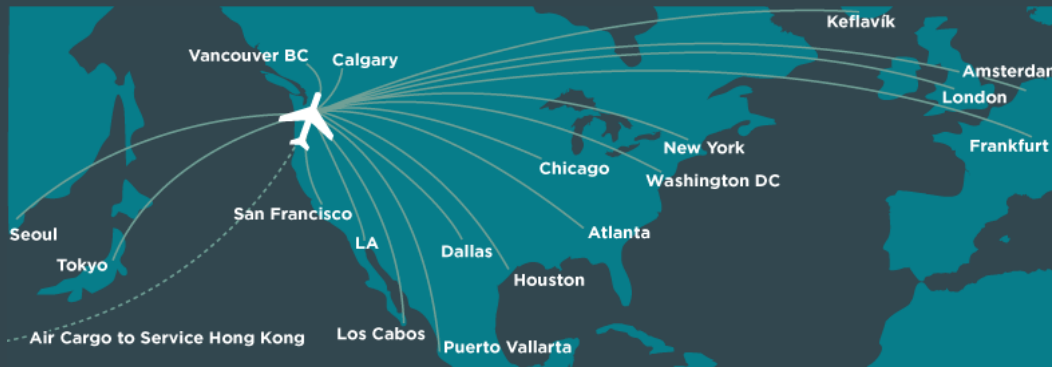 Keflavík
Vancouver BC
Calgary
Amsterdam
London
Frankfurt
New York
Chicago
Washington DC
San Francisco
Seoul
LA
Dallas
Atlanta
Tokyo
Houston
Air Cargo to Service Hong Kong
Los Cabos
Puerto Vallarta